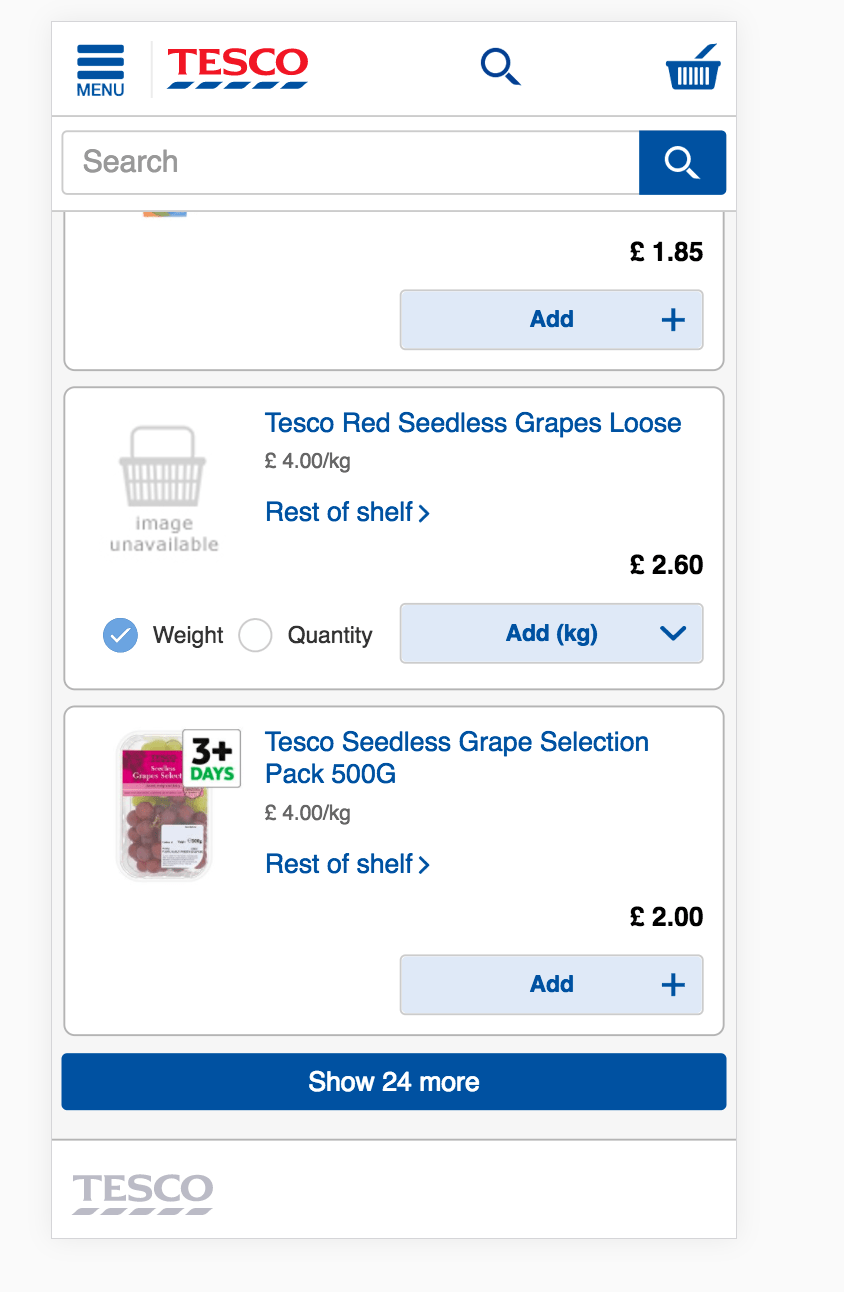 MENU
TESCO
Search
£ 1.85
Add
Tesco Red Seedless Grapes Loose
£ 4.00/kg
Rest of shelf
image
unavailable
£ 2.60
Weight
Quantity
Add (kg)
3+
DAYS
Seedless
Grapes Select
Tesco Seedless Grape Selection
Pack 500G
£ 4.00/kg
Rest of shelf
£ 2.00
Add
Show 24 more
TESCO